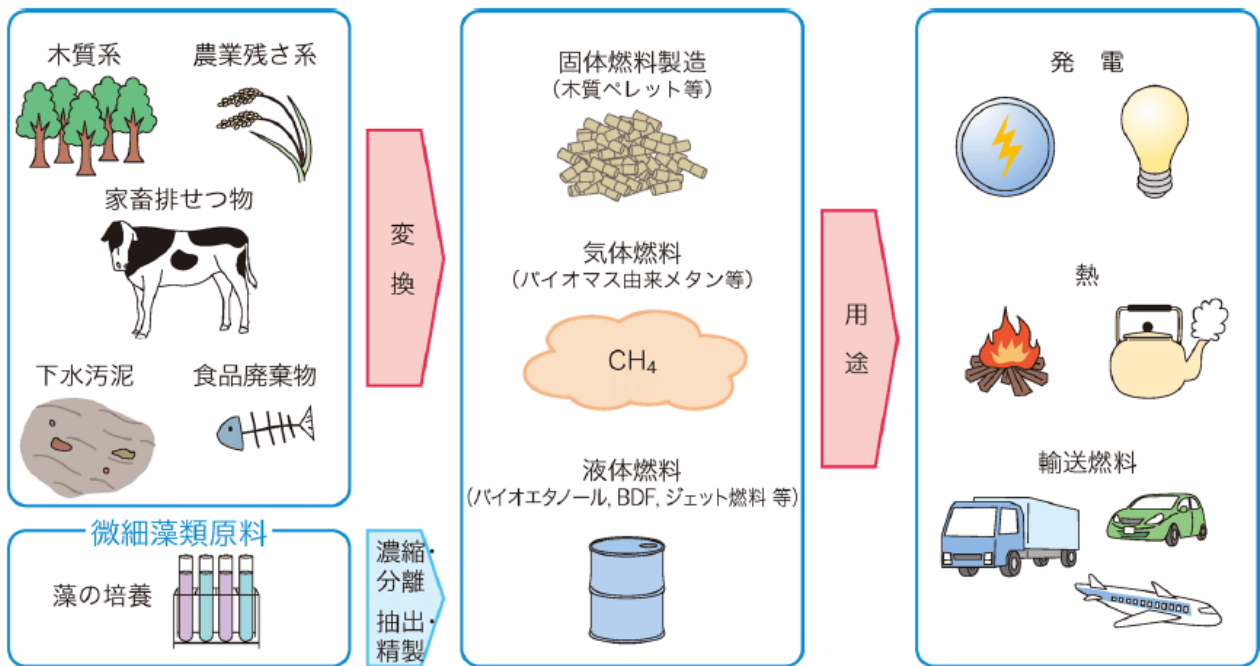 木質系
農業残さ系
家畜排せつ物
下水汚泥
食品廃棄物
微細藻類原料
藻の培養
変換
濃縮・
分離
抽出・
精製
固体燃料製造
（木質ペレット等）
気体燃料
（バイオマス由来メタン等）
CH₄
液体燃料
（バイオエタノール, BDF, ジェット燃料 等）
用途
発 電
熱
輸送燃料